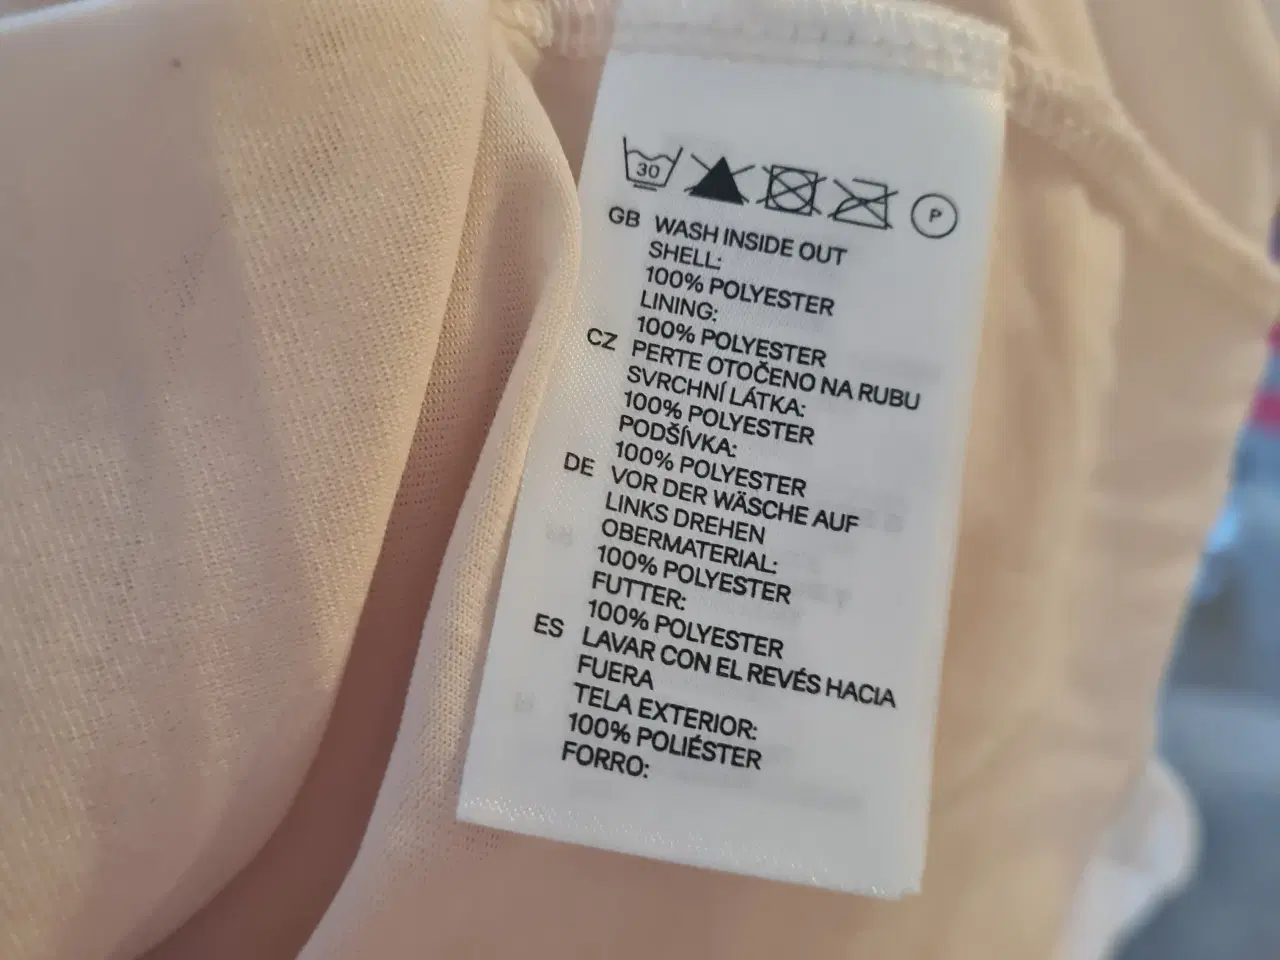 30
P
GB WASH INSIDE OUT
SHELL:
100% POLYESTER
LINING:
100% POLYESTER
CZ PERTE OTOČENO NA RUBU
SVRCHNÍ LÁTKA:
100% POLYESTER
PODŠÍVKA:
100% POLYESTER
DE VOR DER WÄSCHE AUF
LINKS DREHEN
OBERMATERIAL:
100% POLYESTER
FUTTER:
100% POLYESTER
ES LAVAR CON EL REVÉS HACIA
FUERA
TELA EXTERIOR:
100% POLIÉSTER
FORRO: